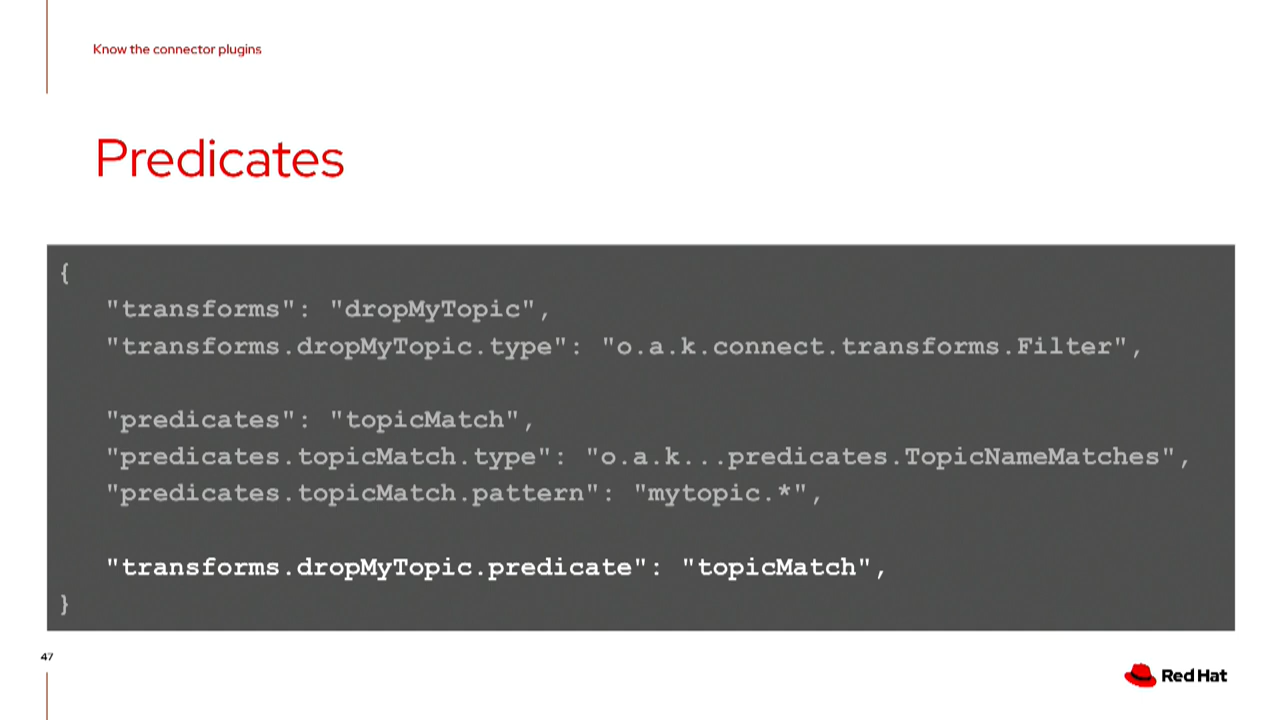 Know the connector plugins
Predicates
{
"transforms": "dropMyTopic",
"transforms.dropMyTopic.type": "o.a.k.connect.transforms.Filter",
"predicates": "topicMatch",
"predicates.topicMatch.type": "o.a.k...predicates.TopicNameMatches",
"predicates.topicMatch.pattern": "mytopic.*",
"transforms.dropMyTopic.predicate": "topicMatch",
}
47
Red Hat